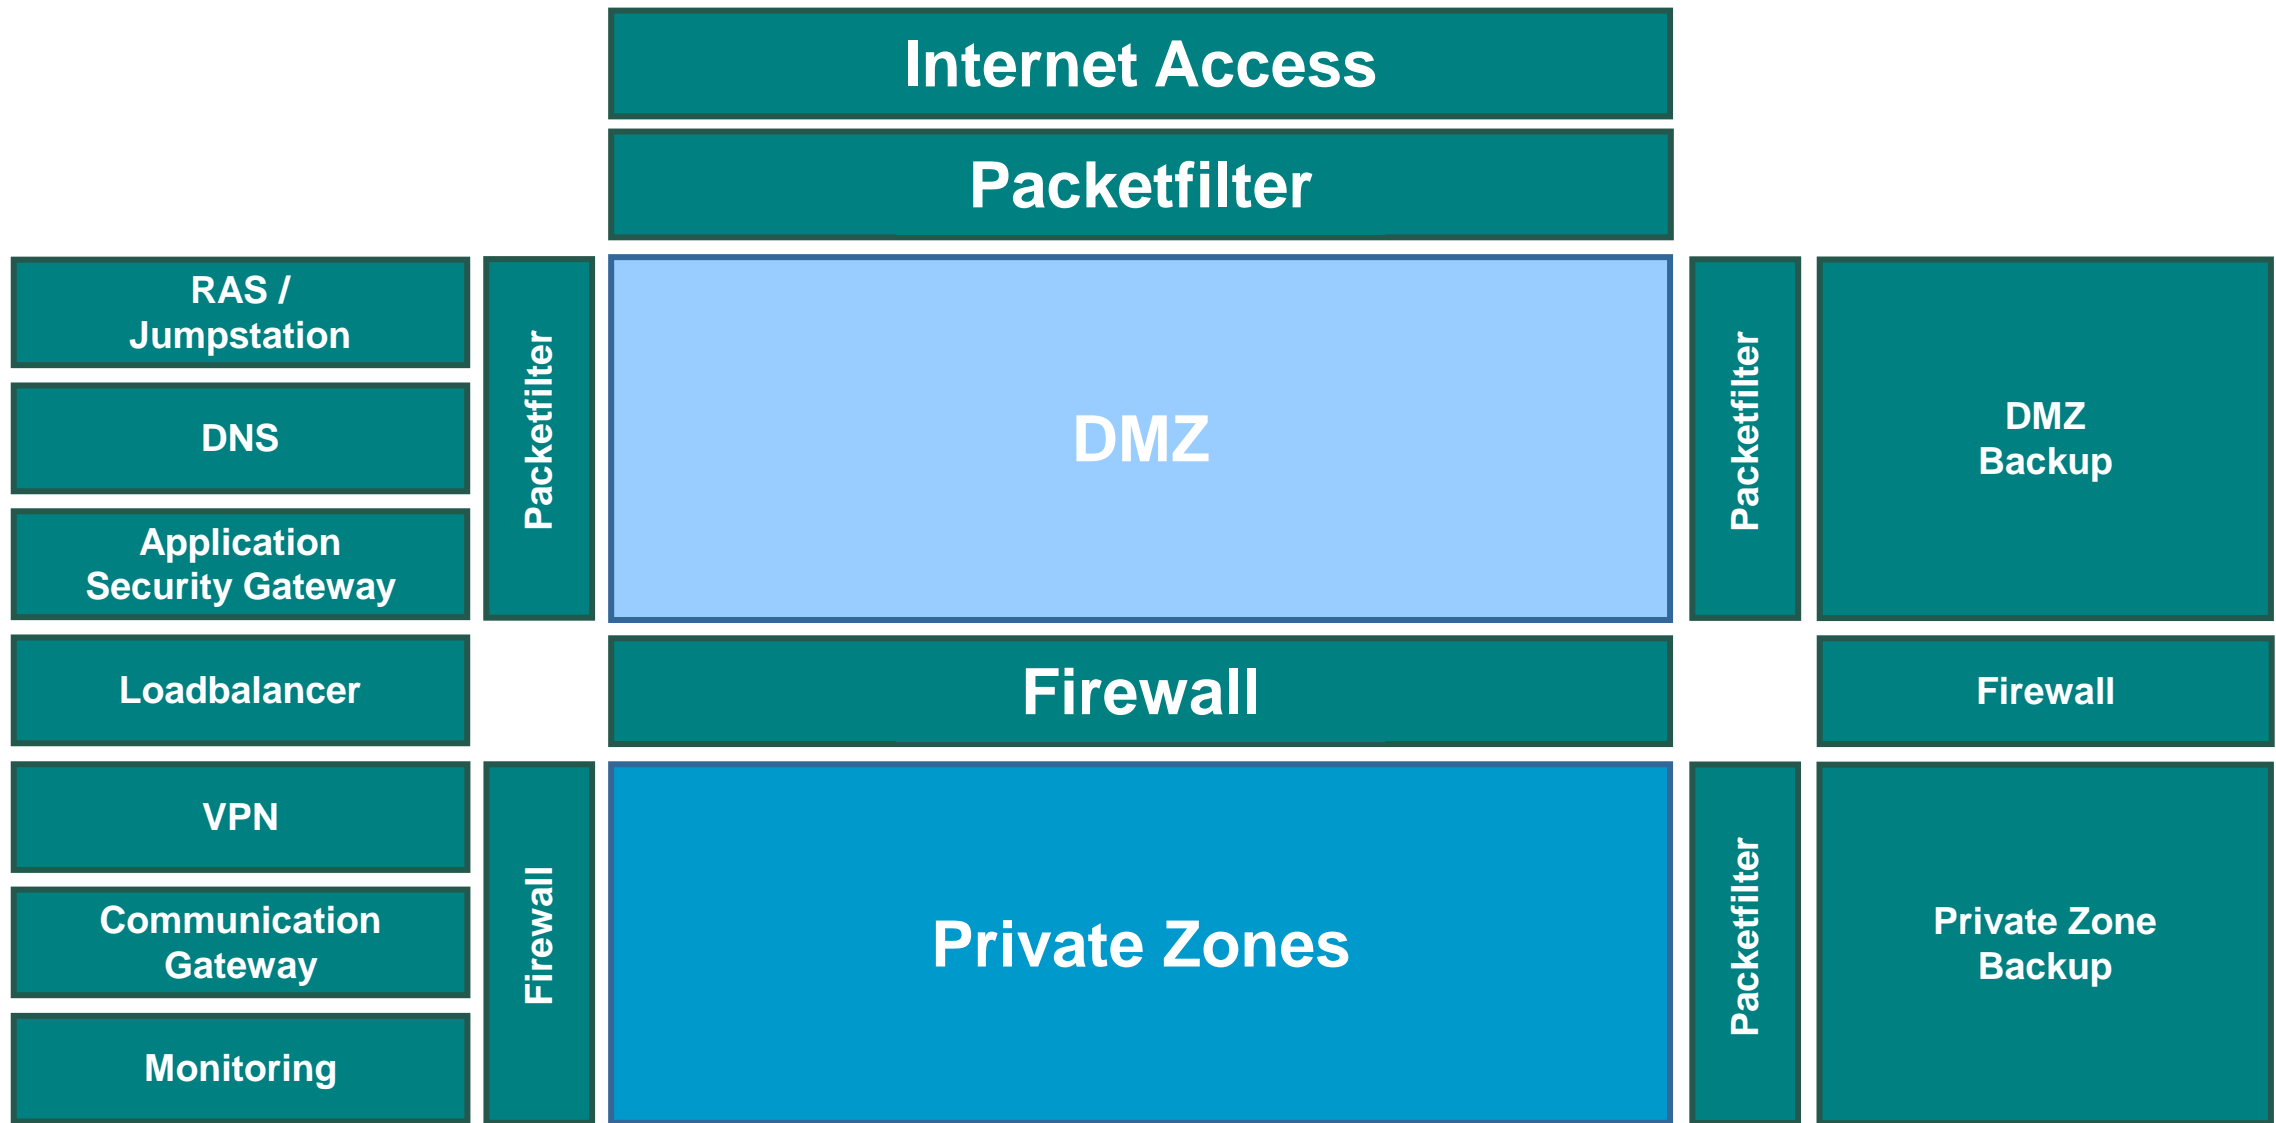 Internet Access
Packetfilter
RAS /
Jumpstation
DNS
Application
Security Gateway
Packetfilter
DMZ
Packetfilter
DMZ
Backup
Loadbalancer
Firewall
Firewall
VPN
Communication
Gateway
Monitoring
Firewall
Private Zones
Packetfilter
Private Zone
Backup